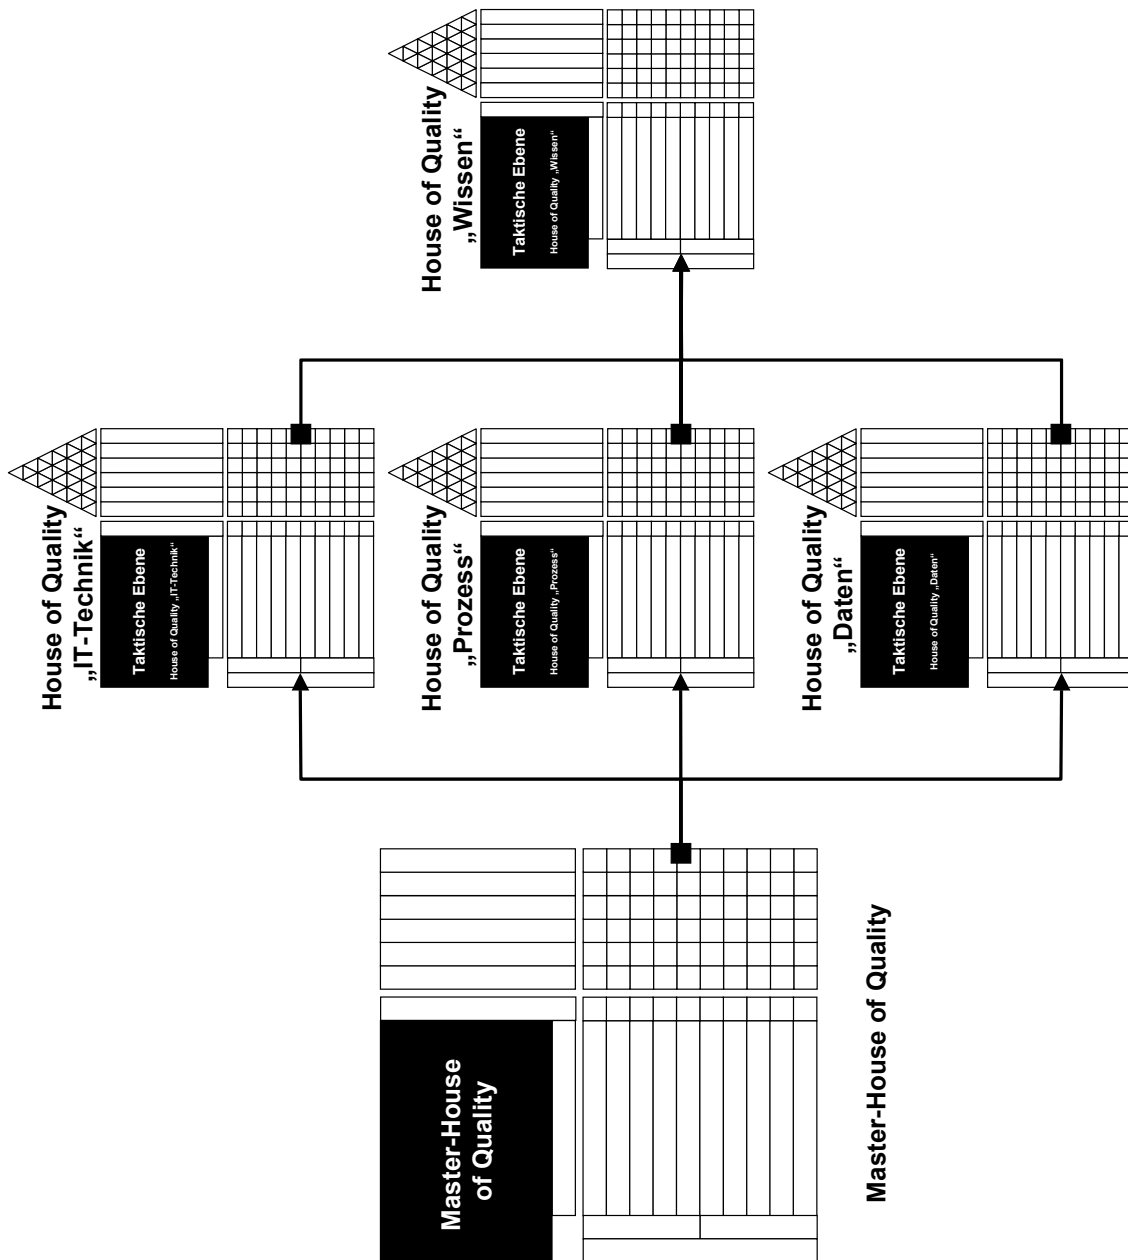 Master-House
of Quality
Master-House of Quality
House of Quality
„IT-Technik“
Taktische Ebene
House of Quality „IT-Technik“
House of Quality
„Prozess“
Taktische Ebene
House of Quality „Prozess“
House of Quality
„Daten“
Taktische Ebene
House of Quality „Daten“
House of Quality
„Wissen“
Taktische Ebene
House of Quality „Wissen“